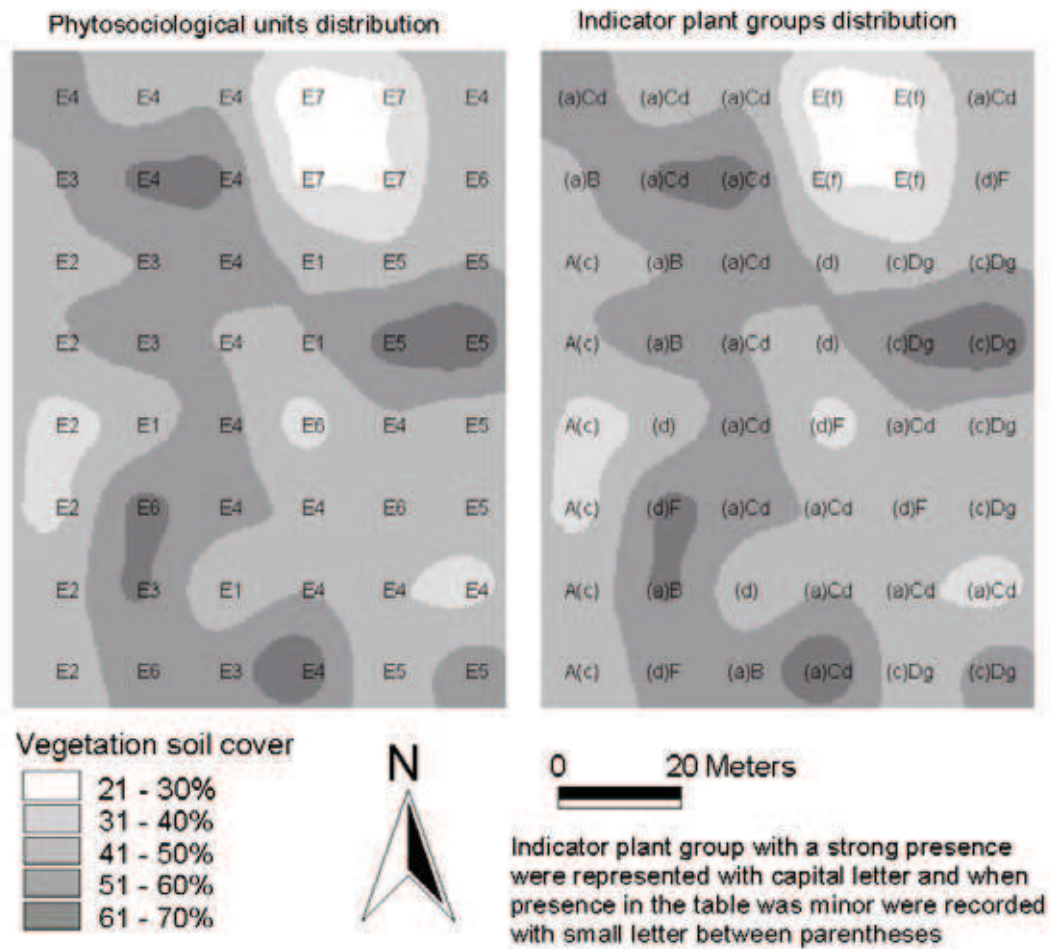 Phytosociological units distribution
Indicator plant groups distribution
E4 E4 E4 E7 E7 E4
(a)Cd (a)Cd (a)Cd E(f) E(f) (a)Cd
E3 E4 E4 E7 E7 E6
(a)B (a)Cd (a)Cd E(f) E(f) (d)F
E2 E3 E4 E1 E5 E5
A(c) (a)B (a)Cd (d) (c)Dg (c)Dg
E2 E3 E4 E1 E5 E5
A(c) (a)B (a)Cd (d) (c)Dg (c)Dg
E2 E1 E4 E6 E4 E5
A(c) (d) (a)Cd (d)F (a)Cd (c)Dg
E2 E6 E4 E4 E6 E5
A(c) (d)F (a)Cd (a)Cd (d)F (c)Dg
E2 E3 E1 E4 E4 E4
A(c) (a)B (d) (a)Cd (a)Cd (a)Cd
E2 E6 E3 E4 E5 E5
A(c) (d)F (a)B (a)Cd (c)Dg (c)Dg
Vegetation soil cover
21 - 30%
31 - 40%
41 - 50%
51 - 60%
61 - 70%
N
0 20 Meters
Indicator plant group with a strong presence
were represented with capital letter and when
presence in the table was minor were recorded
with small letter between parentheses